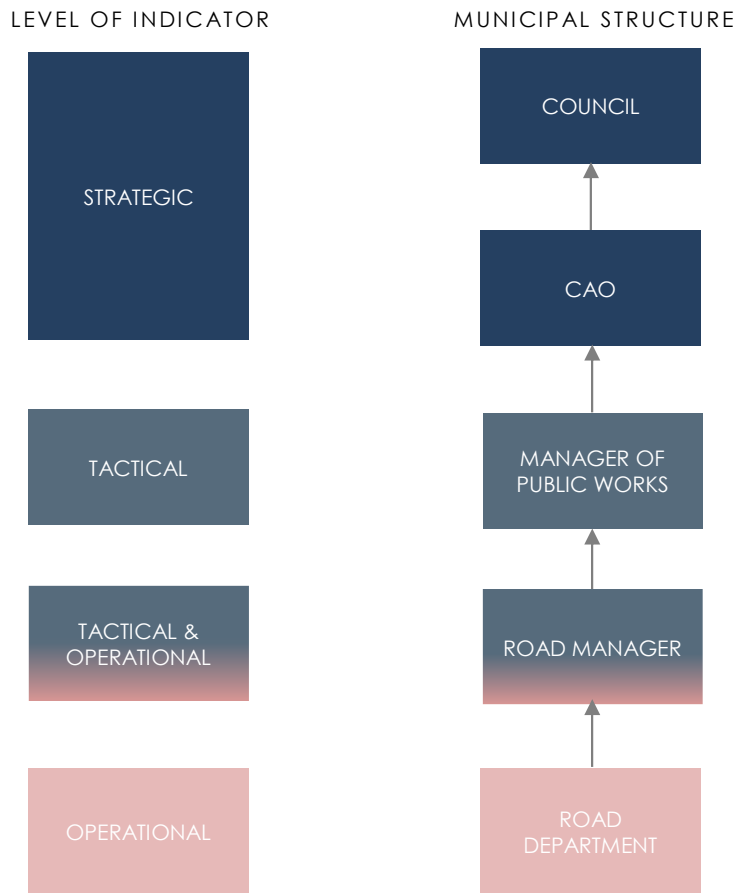 LEVEL OF INDICATOR
MUNICIPAL STRUCTURE
STRATEGIC
COUNCIL
CAO
TACTICAL
MANAGER OF
PUBLIC WORKS
TACTICAL &
OPERATIONAL
ROAD MANAGER
OPERATIONAL
ROAD
DEPARTMENT